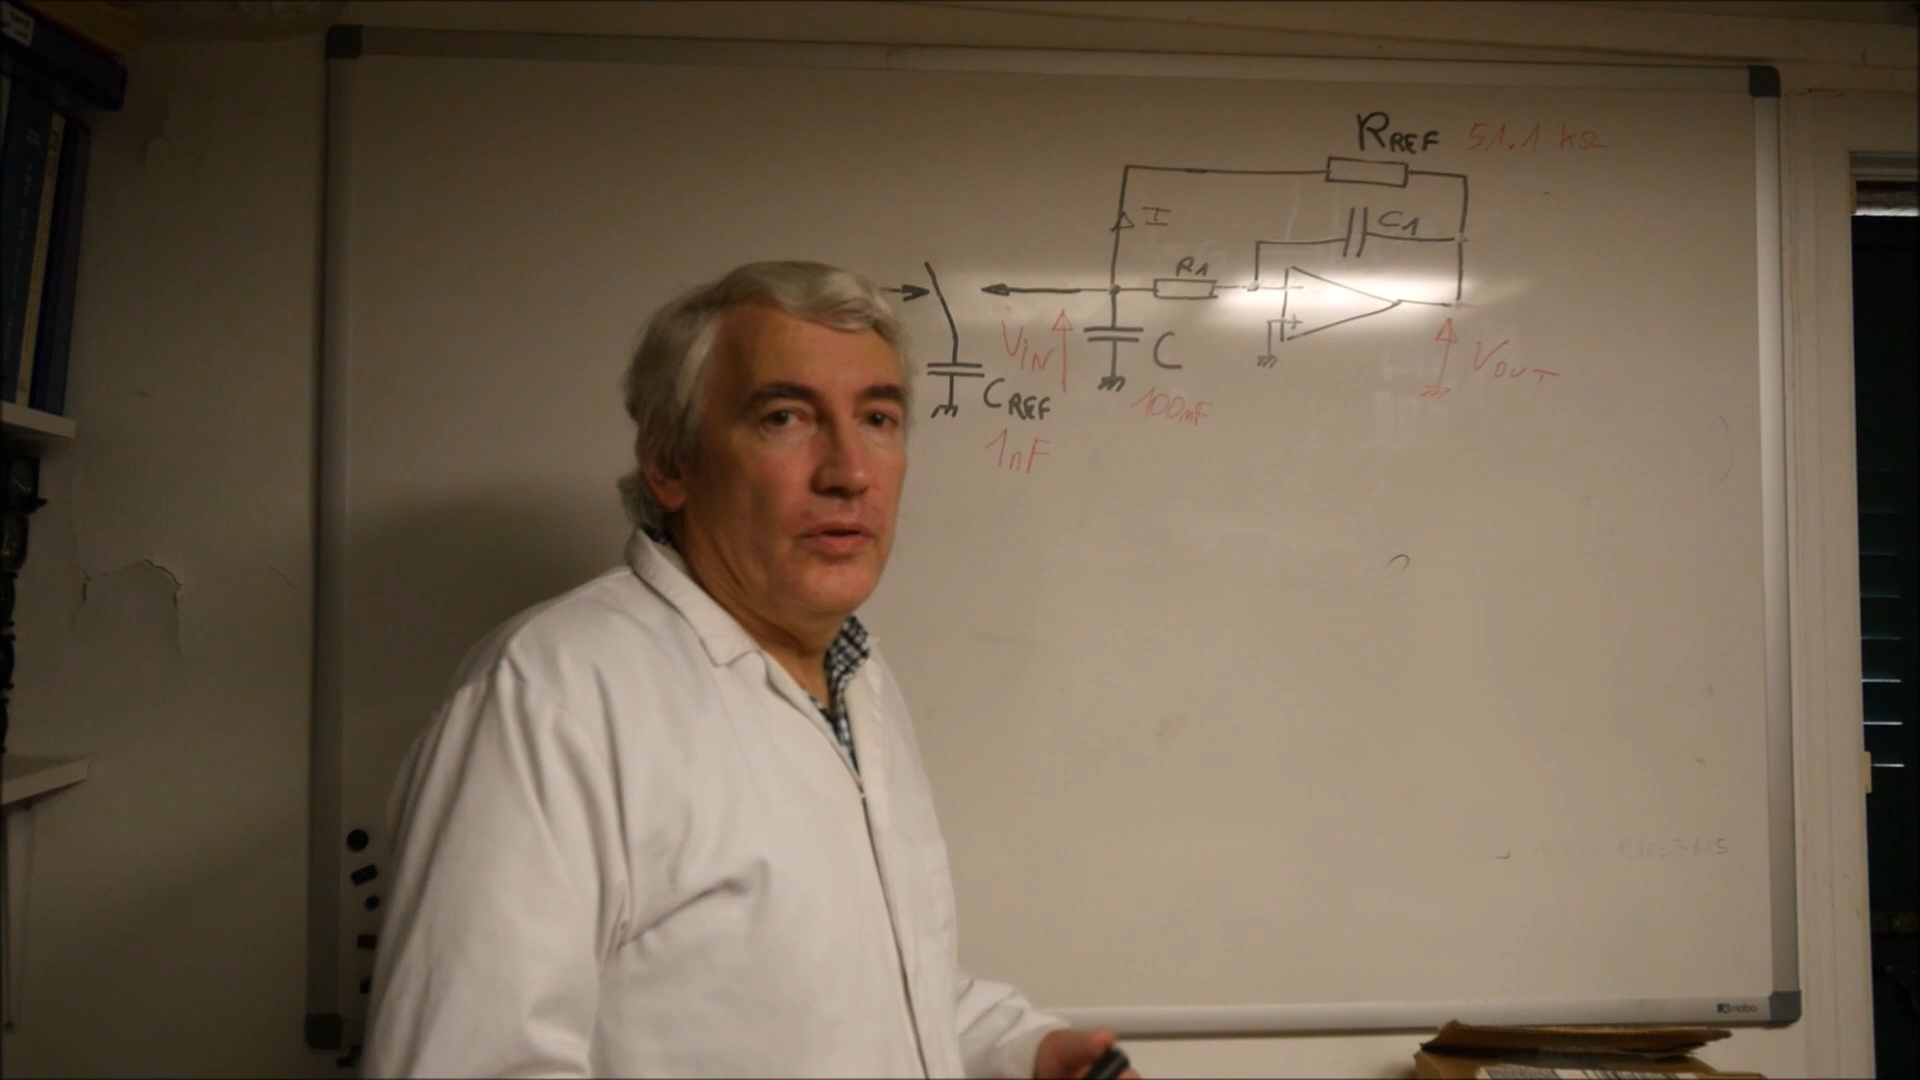 RREF 51.1 kΩ
I
C1
R1
VIN
C
CREF
100nF
1nF
VOUT
+
nobo